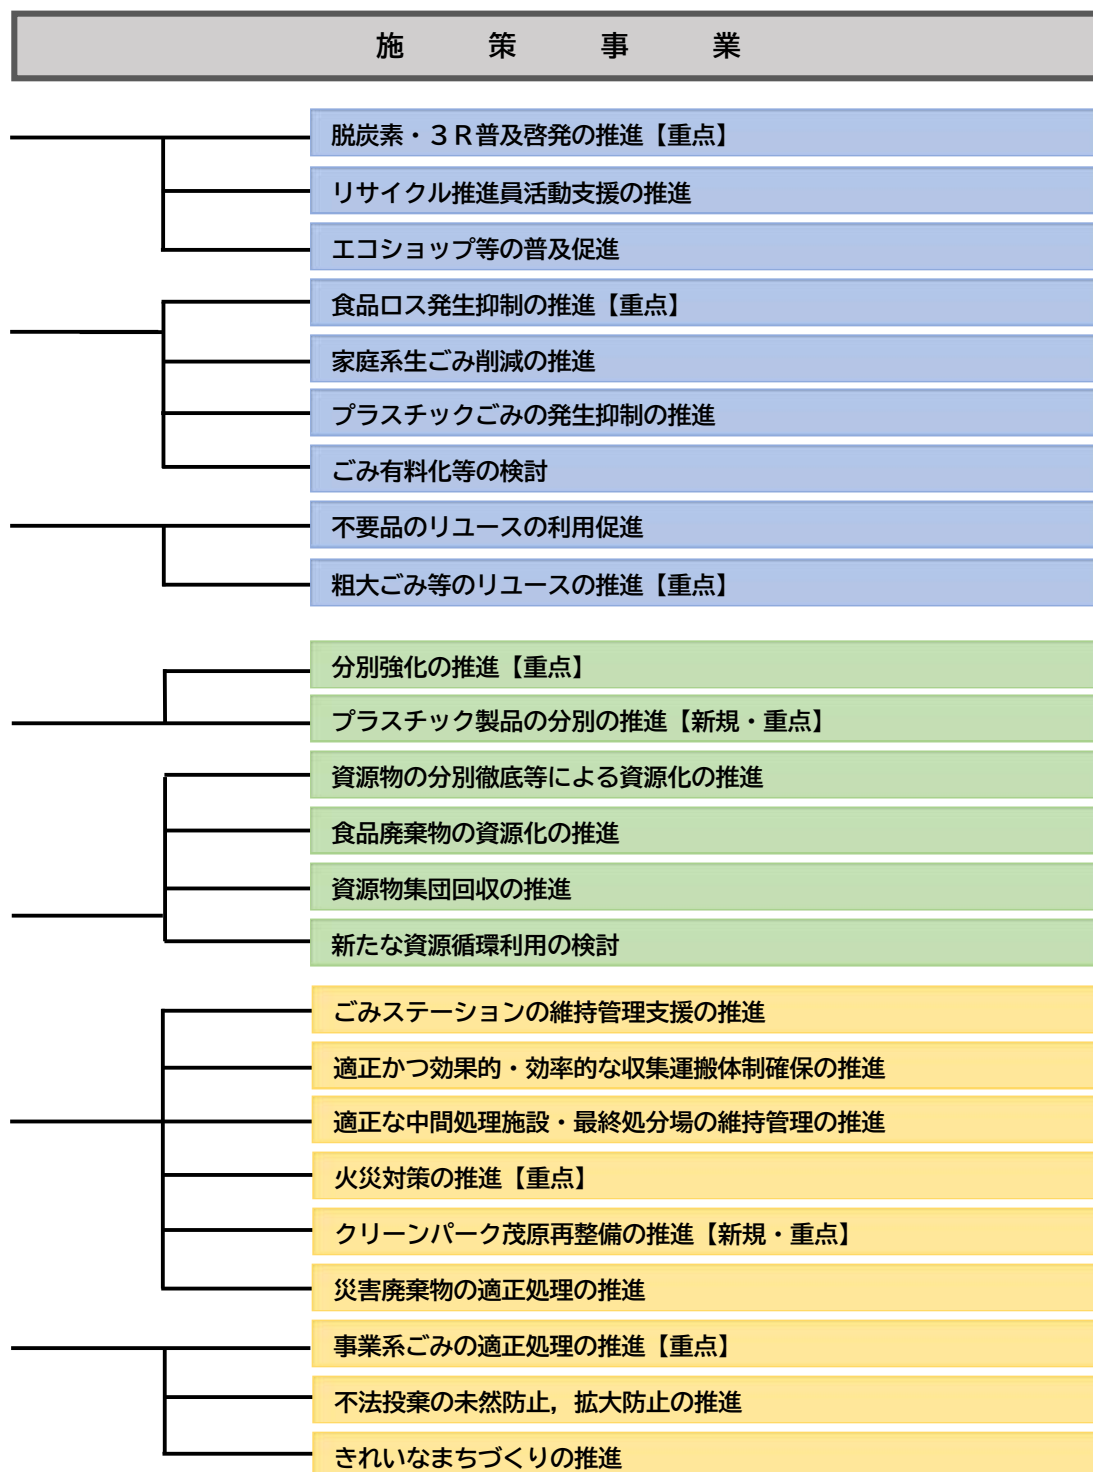 施策事業
脱炭素・３Ｒ普及啓発の推進【重点】
リサイクル推進員活動支援の推進
エコショップ等の普及促進
食品ロス発生抑制の推進【重点】
家庭系生ごみ削減の推進
プラスチックごみの発生抑制の推進
ごみ有料化等の検討
不要品のリユースの利用促進
粗大ごみ等のリユースの推進【重点】
分別強化の推進【重点】
プラスチック製品の分別の推進【新規・重点】
資源物の分別徹底等による資源化の推進
食品廃棄物の資源化の推進
資源物集団回収の推進
新たな資源循環利用の検討
ごみステーションの維持管理支援の推進
適正かつ効果的・効率的な収集運搬体制確保の推進
適正な中間処理施設・最終処分場の維持管理の推進
火災対策の推進【重点】
クリーンパーク茂原再整備の推進【新規・重点】
災害廃棄物の適正処理の推進
事業系ごみの適正処理の推進【重点】
不法投棄の未然防止，拡大防止の推進
きれいなまちづくりの推進